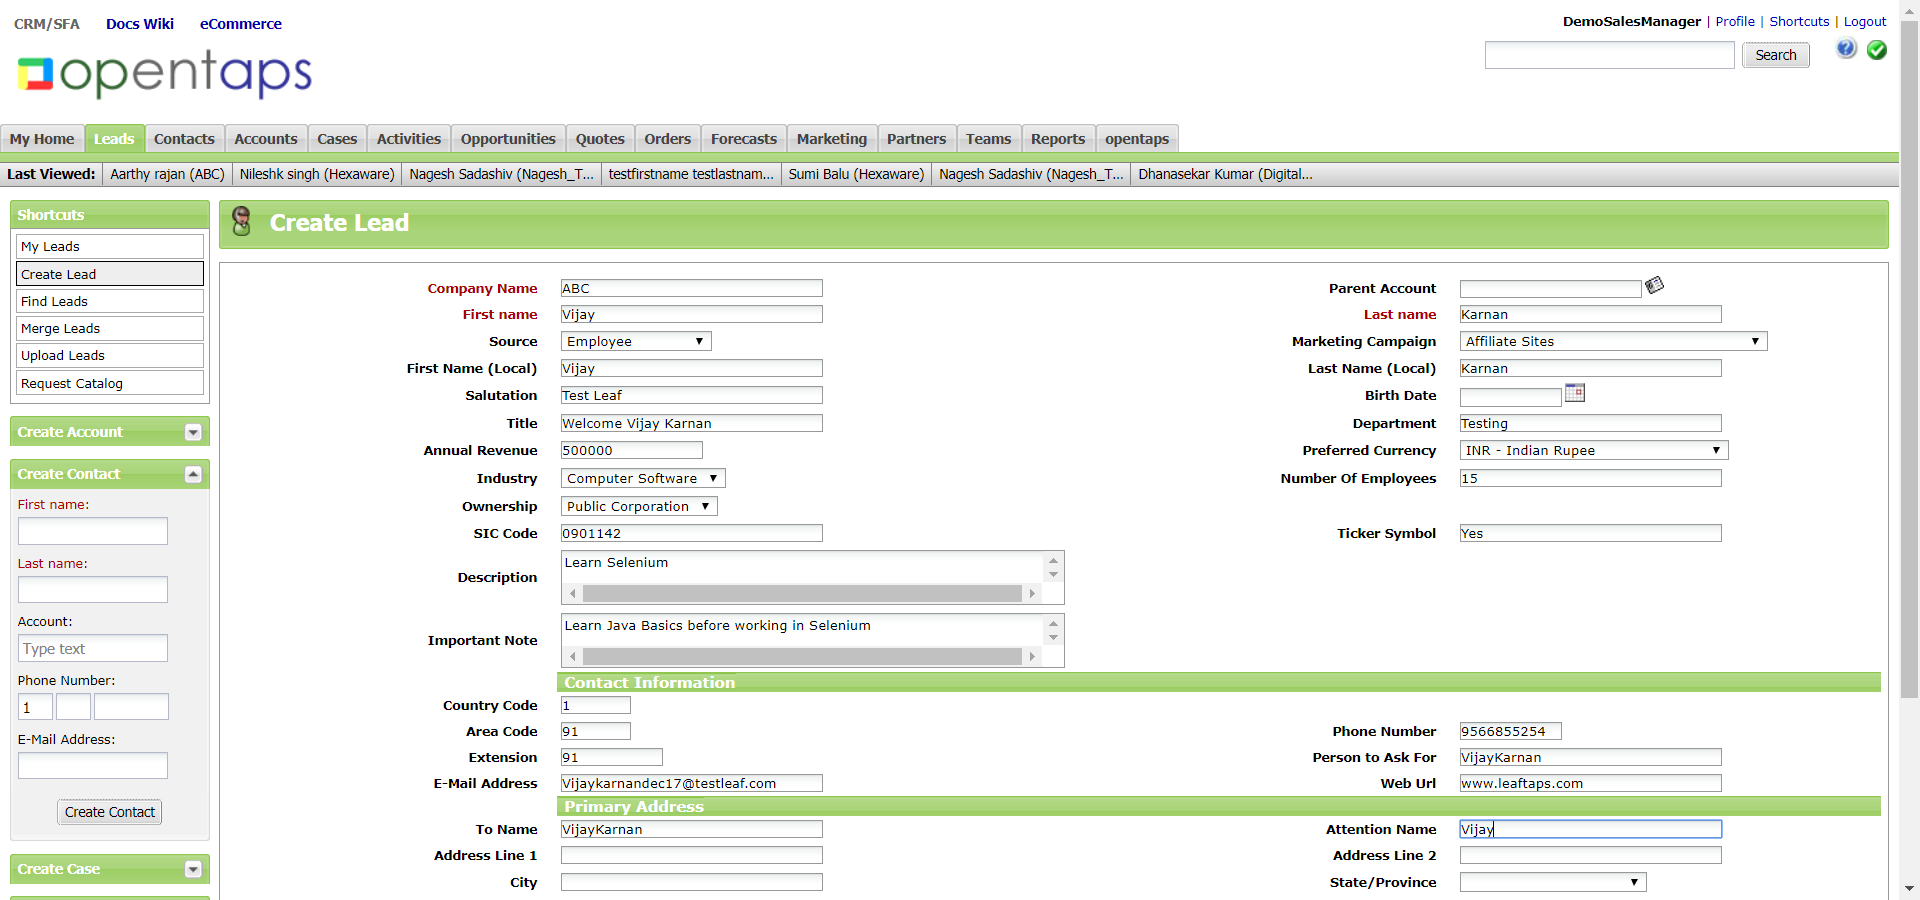 CRM/SFA Docs Wiki eCommerce
DemoSalesManager | Profile | Shortcuts | Logout
opentaps
Search
My Home Leads Contacts Accounts Cases Activities Opportunities Quotes Orders Forecasts Marketing Partners Teams Reports opentaps
Last Viewed: Aarthy rajan (ABC) Nileshk singh (Hexaware) Nagesh Sadashiv (Nagesh_T... testfirstname testlastnam... Sumi Balu (Hexaware) Nagesh Sadashiv (Nagesh_T... Dhanasekar Kumar (Digital...
Shortcuts
My Leads
Create Lead
Find Leads
Merge Leads
Upload Leads
Request Catalog
Create Account
Create Contact
First name:
Last name:
Account:
Type text
Phone Number:
1
E-Mail Address:
Create Contact
Create Case
Create Lead
Company Name ABC Parent Account
First name Vijay Last name Karnan
Source Employee Marketing Campaign Affiliate Sites
First Name (Local) Vijay Last Name (Local) Karnan
Salutation Test Leaf Birth Date
Title Welcome Vijay Karnan Department Testing
Annual Revenue 500000 Preferred Currency INR - Indian Rupee
Industry Computer Software Number Of Employees 15
Ownership Public Corporation
SIC Code 0901142 Ticker Symbol Yes
Description Learn Selenium
Important Note Learn Java Basics before working in Selenium
Contact Information
Country Code 1
Area Code 91 Phone Number 9566855254
Extension 91 Person to Ask For VijayKarnan
E-Mail Address Vijaykarnandec17@testleaf.com Web Url www.leaftaps.com
Primary Address
To Name VijayKarnan Attention Name Vijay
Address Line 1 Address Line 2
City State/Province